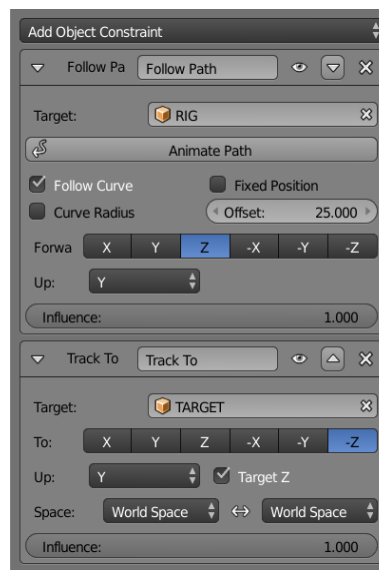 Add Object Constraint
Follow Pa Follow Path
Target: RIG
Animate Path
Follow Curve Fixed Position
Curve Radius Offset: 25.000
Forwa X Y Z -X -Y -Z
Up: Y
Influence: 1.000
Track To Track To
Target: TARGET
To: X Y Z -X -Y -Z
Up: Y Target Z
Space: World Space World Space
Influence: 1.000